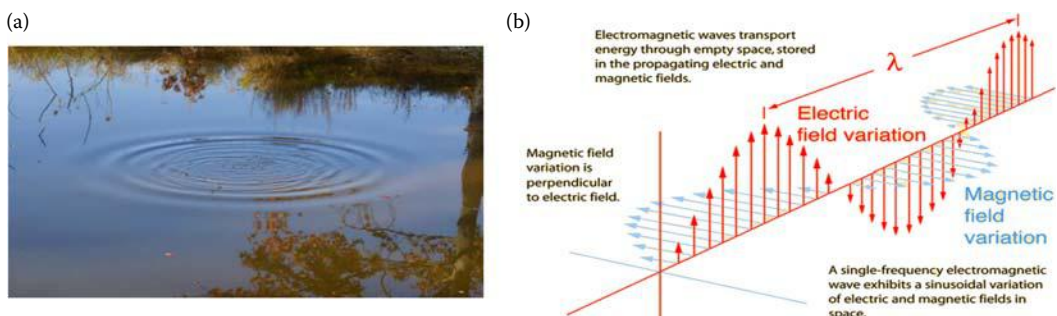 (a)
(b)
Electromagnetic waves transport
energy through empty space, stored
in the propagating electric and
magnetic fields.
λ
Electric
field variation
Magnetic field
variation is
perpendicular
to electric field.
Magnetic
field
variation
A single-frequency electromagnetic
wave exhibits a sinusoidal variation
of electric and magnetic fields in
space.